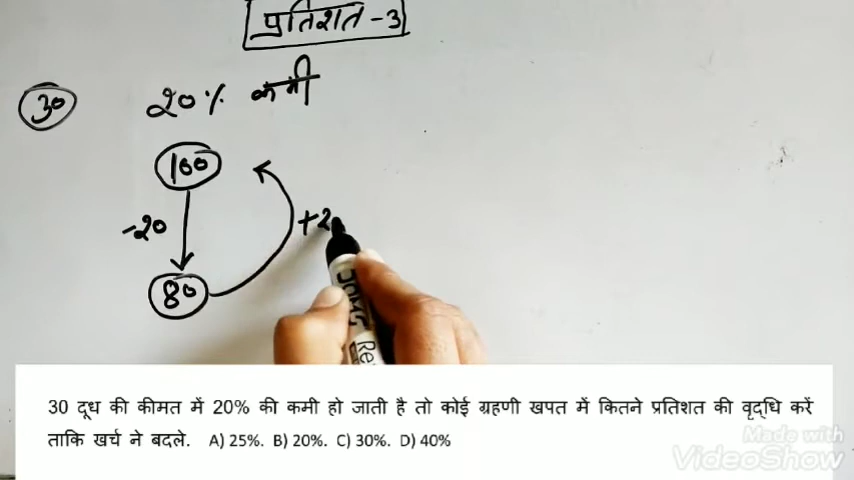 प्रतिशत-3
30
20% कमी
100
-20
+2
80
30 दूध की कीमत में 20% की कमी हो जाती है तो कोई ग्रहणी खपत में कितने प्रतिशत की वृद्धि करें
ताकि खर्च ने बदले. A) 25%. B) 20%. C) 30%. D) 40%
Made with
VideoShow